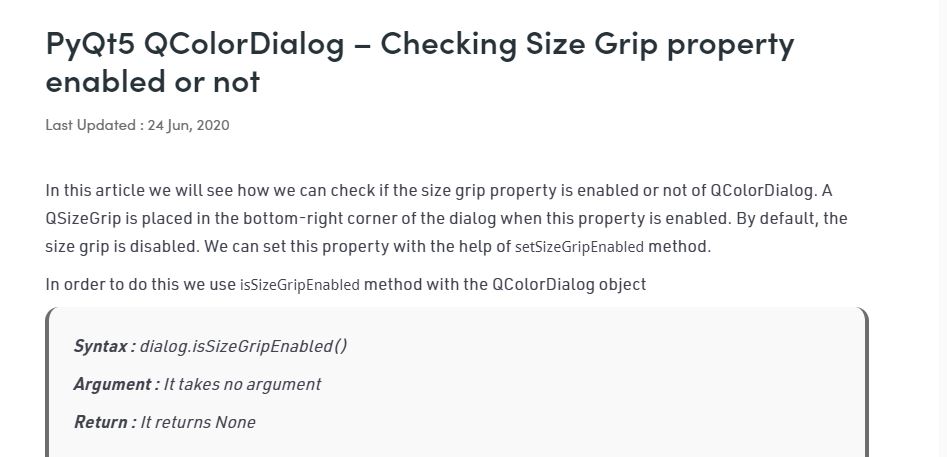 PyQt5 QColorDialog – Checking Size Grip property
enabled or not
Last Updated : 24 Jun, 2020
In this article we will see how we can check if the size grip property is enabled or not of QColorDialog. A
QSizeGrip is placed in the bottom-right corner of the dialog when this property is enabled. By default, the
size grip is disabled. We can set this property with the help of setSizeGripEnabled method.
In order to do this we use isSizeGripEnabled method with the QColorDialog object
Syntax : dialog.isSizeGripEnabled()
Argument : It takes no argument
Return : It returns None